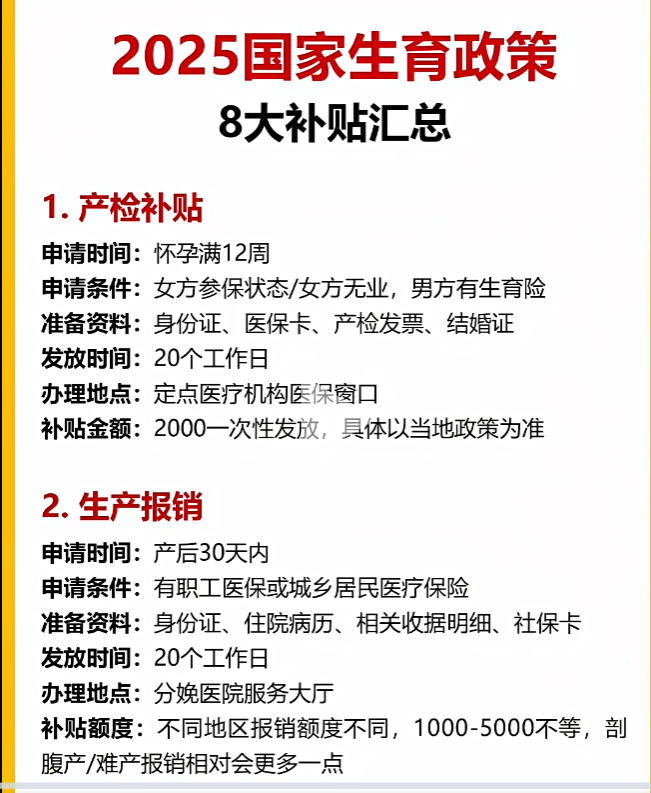 2025国家生育政策
8大补贴汇总
1. 产检补贴
申请时间：怀孕满12周
申请条件：女方参保状态/女方无业，男方有生育险
准备资料：身份证、医保卡、产检发票、结婚证
发放时间：20个工作日
办理地点：定点医疗机构医保窗口
补贴金额：2000一次性发放，具体以当地政策为准
2. 生产报销
申请时间：产后30天内
申请条件：有职工医保或城乡居民医疗保险
准备资料：身份证、住院病历、相关收据明细、社保卡
发放时间：20个工作日
办理地点：分娩医院服务大厅
补贴额度：不同地区报销额度不同，1000-5000不等，剖
腹产/难产报销相对会更多一点